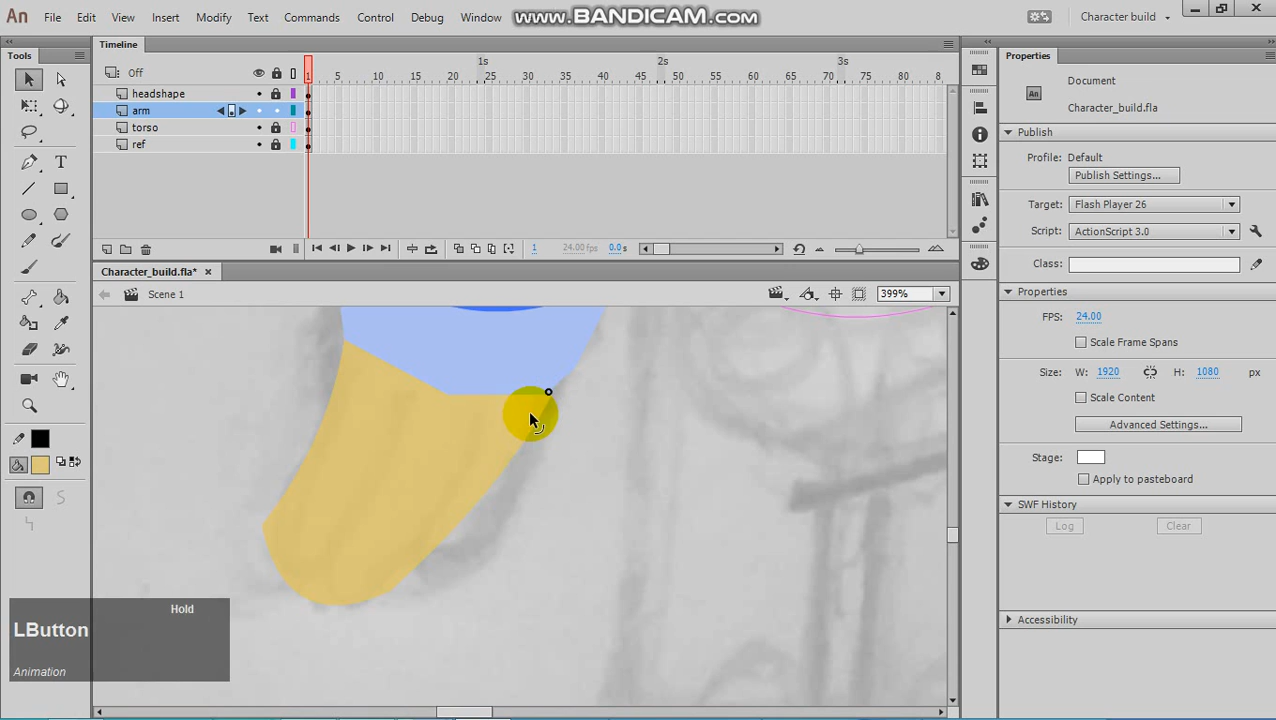 An File Edit View Insert Modify Text Commands Control Debug Window www.BANDICAM.com Character build
Tools
Timeline
Properties
Off 1 5 10 15 20 25 30 35 40 45 50 55 60 65 70 75 80 8
1s 2s 3s
headshape
arm
torso
ref
1 24.00 fps 0.0 s
Character_build.fla*
Scene 1 399%
T
An Document
Character_build.fla
Publish
Profile: Default
Publish Settings...
Target: Flash Player 26
Script: ActionScript 3.0
Class:
Properties
FPS: 24.00
Scale Frame Spans
Size: W: 1920 H: 1080 px
Scale Content
Advanced Settings...
Stage:
Apply to pasteboard
SWF History
Log Clear
Accessibility
Hold
LButton
Animation